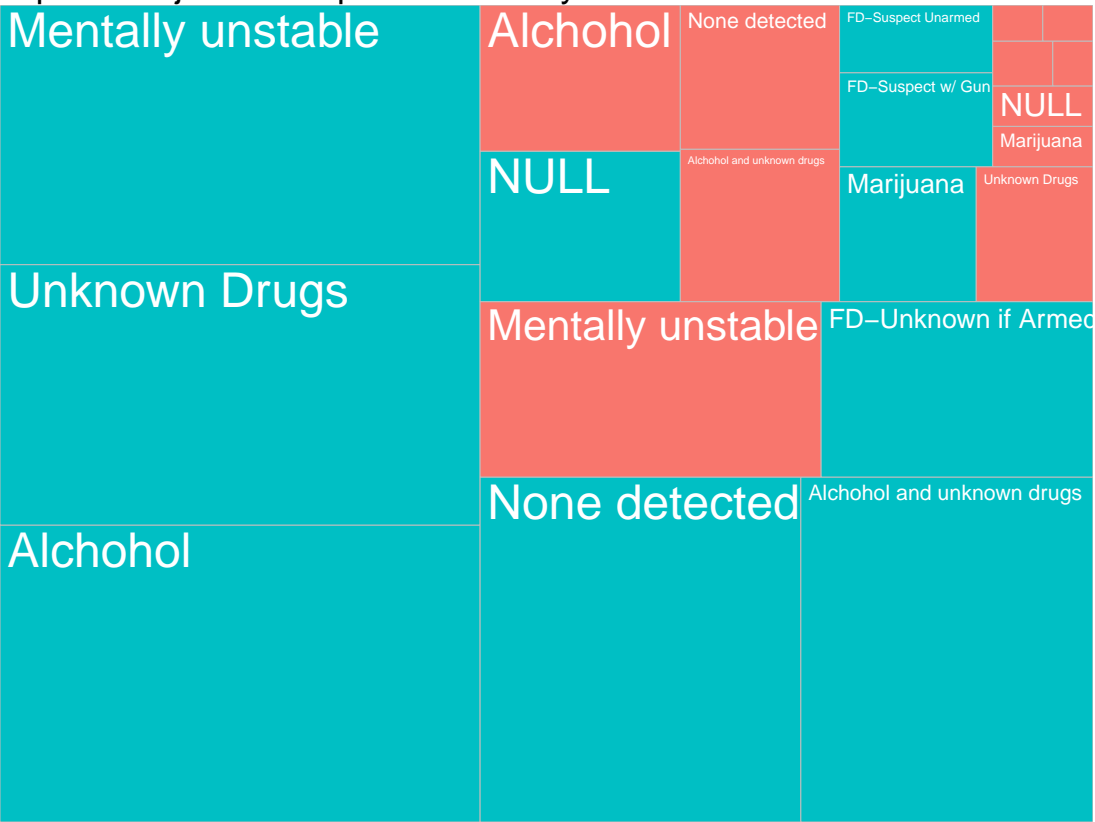 Mentally unstable
Unknown Drugs
Alchohol
Alchohol
NULL
None detected
Alchohol and unknown drugs
FD−Suspect Unarmed
FD−Suspect w/ Gun
NULL
Marijuana
Marijuana
Unknown Drugs
Mentally unstable
FD−Unknown if Armed
None detected
Alchohol and unknown drugs